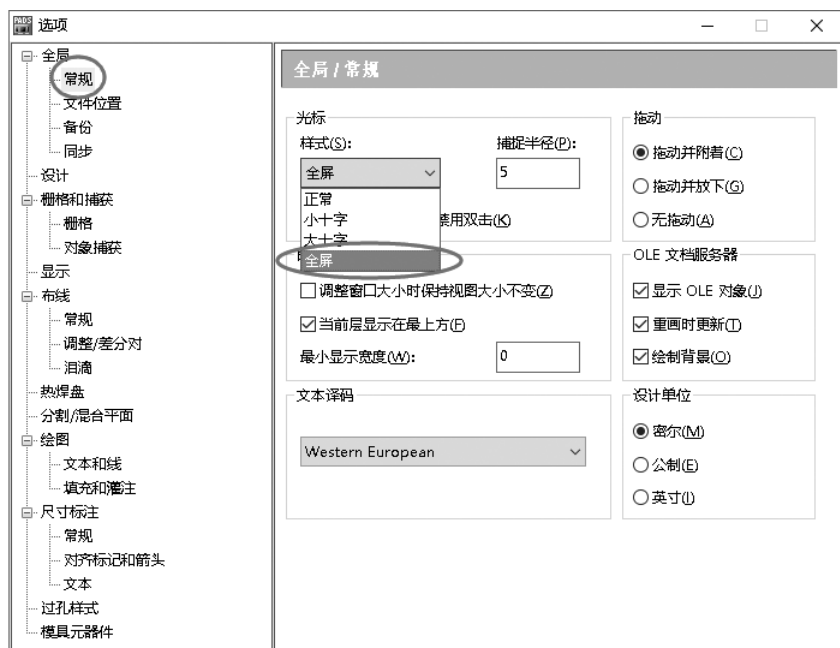 PADS 选项
全局
常规
文件位置
备份
同步
设计
栅格和捕获
栅格
对象捕获
显示
布线
常规
调整/差分对
泪滴
热焊盘
分割/混合平面
绘图
文本和线
填充和灌注
尺寸标注
常规
对齐标记和箭头
文本
过孔样式
模具元器件
全局 / 常规
光标
样式(S):
捕捉半径(P):
全屏
5
正常
小十字
大十字
全屏
禁用双击(K)
调整窗口大小时保持视图大小不变(Z)
当前层显示在最上方(F)
最小显示宽度(W):
0
文本译码
Western European
拖动
拖动并附着(C)
拖动并放下(G)
无拖动(A)
OLE 文档服务器
显示 OLE 对象(J)
重画时更新(T)
绘制背景(O)
设计单位
密尔(M)
公制(E)
英寸(I)